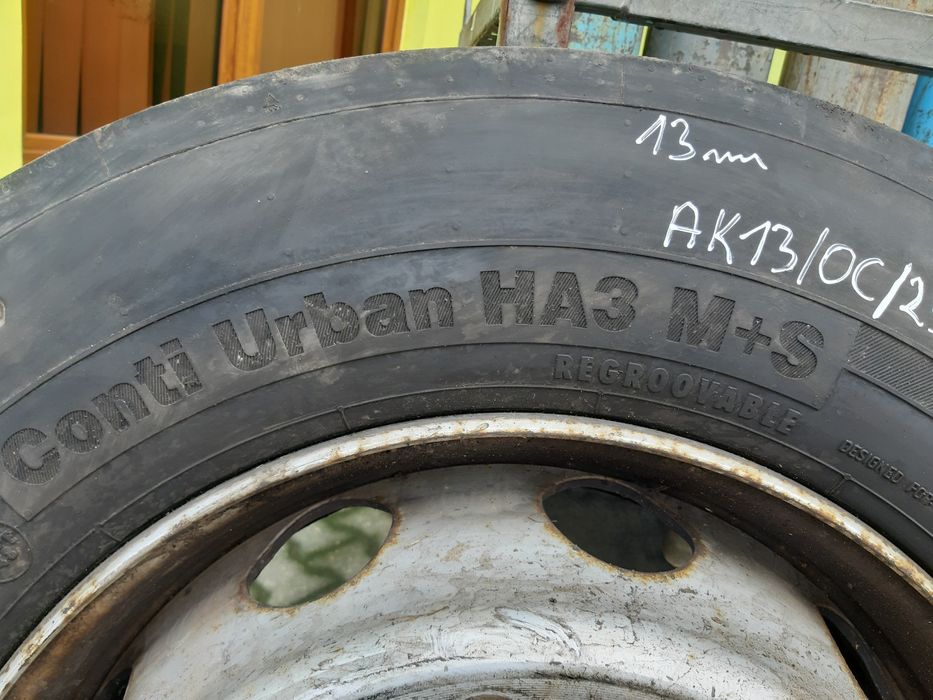 13mm
AK13/OC/2
Conti Urban HA3 M+S
REGROOVABLE
DESIGNED FOR